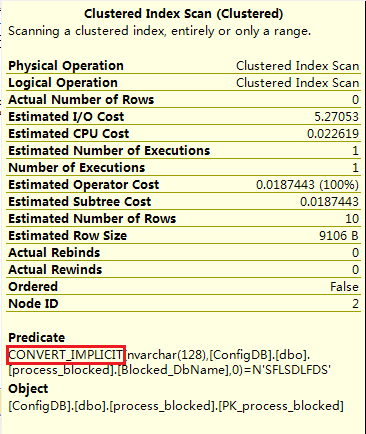 Clustered Index Scan (Clustered)
Scanning a clustered index, entirely or only a range.
Physical Operation Clustered Index Scan
Logical Operation Clustered Index Scan
Actual Number of Rows 0
Estimated I/O Cost 5.27053
Estimated CPU Cost 0.022619
Estimated Number of Executions 1
Number of Executions 1
Estimated Operator Cost 0.0187443 (100%)
Estimated Subtree Cost 0.0187443
Estimated Number of Rows 10
Estimated Row Size 9106 B
Actual Rebinds 0
Actual Rewinds 0
Ordered False
Node ID 2
Predicate
CONVERT_IMPLICIT(nvarchar(128),[ConfigDB].[dbo].
[process_blocked].[Blocked_DbName],0)=N'SFLSDLFDS'
Object
[ConfigDB].[dbo].[process_blocked].[PK_process_blocked]